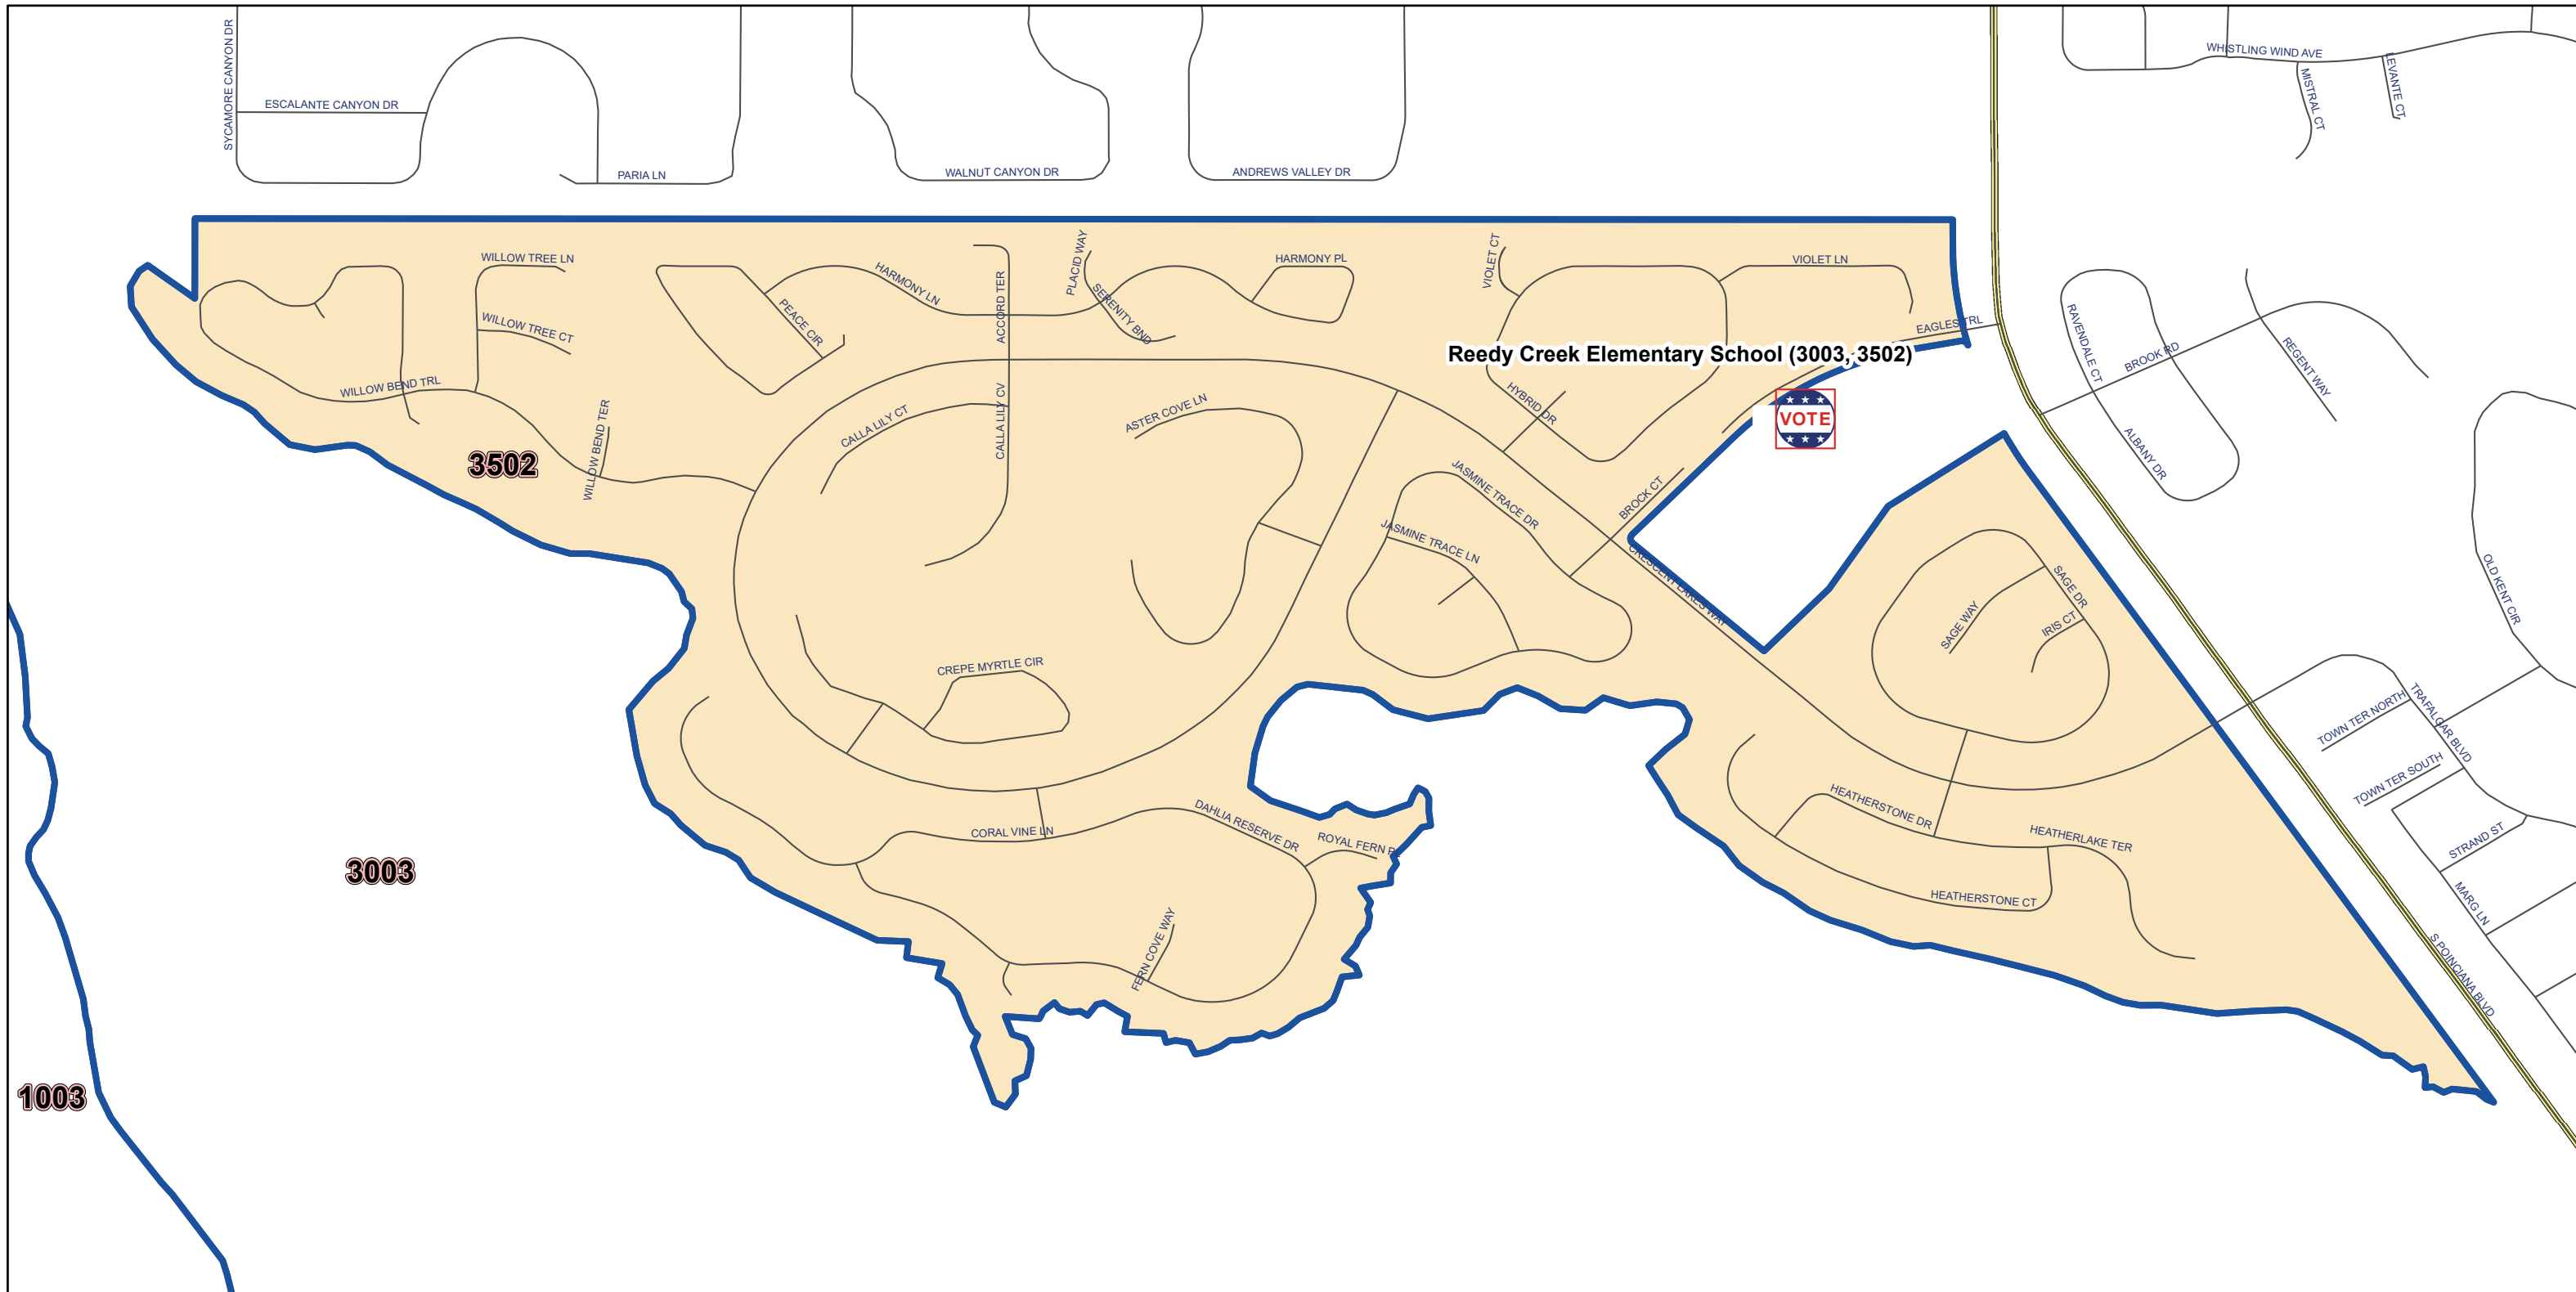 SYCAMORE CANYON DR
ESCALANTE CANYON DR
PARIA LN
WALNUT CANYON DR
ANDREWS VALLEY DR
WHISTLING WIND AVE
MISTRAL CT
LEVANTE CT
WILLOW TREE LN
WILLOW TREE CT
WILLOW BEND TRL
WILLOW BEND TER
PEACE CIR
HARMONY LN
ACCORD TER
PLACID WAY
SERENITY BND
HARMONY PL
VIOLET CT
VIOLET LN
EAGLES TRL
Reedy Creek Elementary School (3003, 3502)
VOTE
HYBRID DR
RAVENDALE CT
BROOK RD
REGENT WAY
ALBANY DR
OLD KENT CIR
CALLA LILY CT
CALLA LILY CV
ASTER COVE LN
3502
JASMINE TRACE DR
JASMINE TRACE LN
BROCK CT
CRESCENT LAKES WAY
SAGE DR
SAGE WAY
IRIS CT
CREPE MYRTLE CIR
TOWN TER NORTH
TRAFALGAR BLVD
TOWN TER SOUTH
STRAND ST
MARG LN
S POINCIANA BLVD
CORAL VINE LN
DAHLIA RESERVE DR
ROYAL FERN
FERN COVE WAY
HEATHERSTONE DR
HEATHERLAKE TER
HEATHERSTONE CT
3003
1003